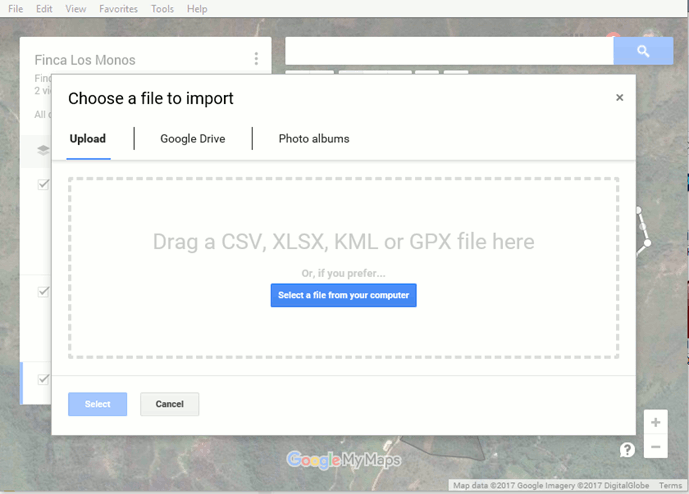 File Edit View Favorites Tools Help
Finca Los Monos
Finc
2 vi
All c
Choose a file to import
×
Upload
Google Drive
Photo albums
Drag a CSV, XLSX, KML or GPX file here
Or, if you prefer...
Select a file from your computer
Select
Cancel
+
−
?
Google MyMaps
Map data ©2017 Google Imagery ©2017 DigitalGlobe Terms